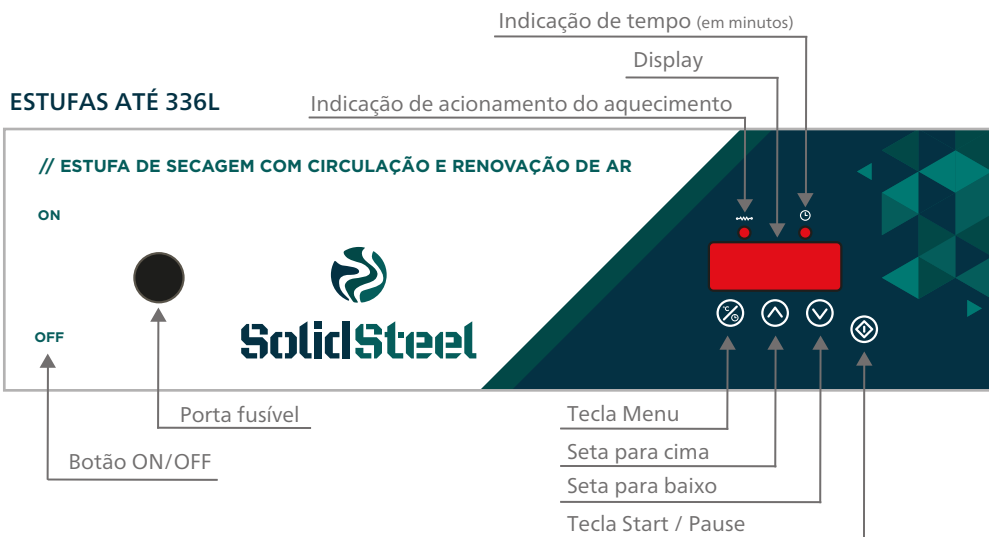 Indicação de tempo (em minutos)
Display
ESTUFAS ATÉ 336L
Indicação de acionamento do aquecimento
// ESTUFA DE SECAGEM COM CIRCULAÇÃO E RENOVAÇÃO DE AR
ON
OFF
SolidSteel
°C
Porta fusível
Botão ON/OFF
Tecla Menu
Seta para cima
Seta para baixo
Tecla Start / Pause